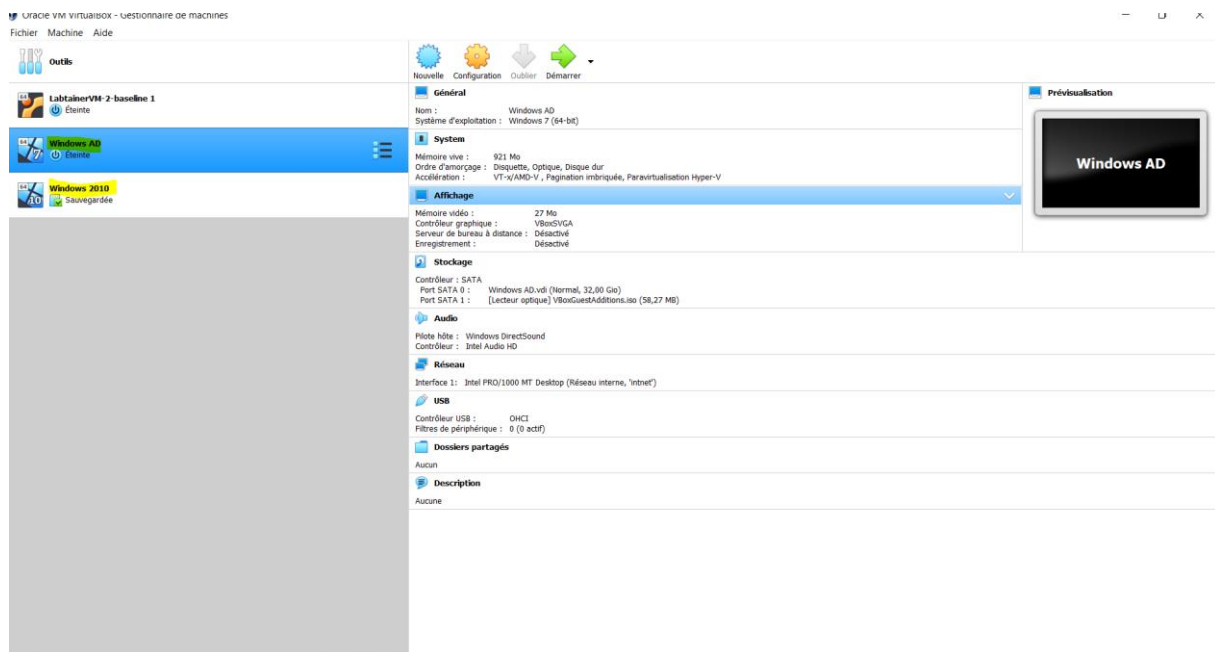 Oracle VM VirtualBox - Gestionnaire de machines
Fichier Machine Aide
Outils
Nouvelle Configuration Oublier Démarrer
LabtainerVM-2-baseline 1
Éteinte
Windows AD
Éteinte
Windows 2010
Sauvegardée
Général
Nom : Windows AD
Système d'exploitation : Windows 7 (64-bit)
System
Mémoire vive : 921 Mo
Ordre d'amorçage : Disquette, Optique, Disque dur
Accélération : VT-x/AMD-V , Pagination imbriquée, Paravirtualisation Hyper-V
Affichage
Mémoire vidéo : 27 Mo
Contrôleur graphique : VBoxSVGA
Serveur de bureau à distance : Désactivé
Enregistrement : Désactivé
Stockage
Contrôleur : SATA
Port SATA 0 : Windows AD.vdi (Normal, 32,00 Gio)
Port SATA 1 : [Lecteur optique] VBoxGuestAdditions.iso (58,27 MB)
Audio
Pilote hôte : Windows DirectSound
Contrôleur : Intel Audio HD
Réseau
Interface 1: Intel PRO/1000 MT Desktop (Réseau interne, 'intnet')
USB
Contrôleur USB : OHCI
Filtres de périphérique : 0 (0 actif)
Dossiers partagés
Aucun
Description
Aucune
Prévisualisation
Windows AD
64
7
64
10
64